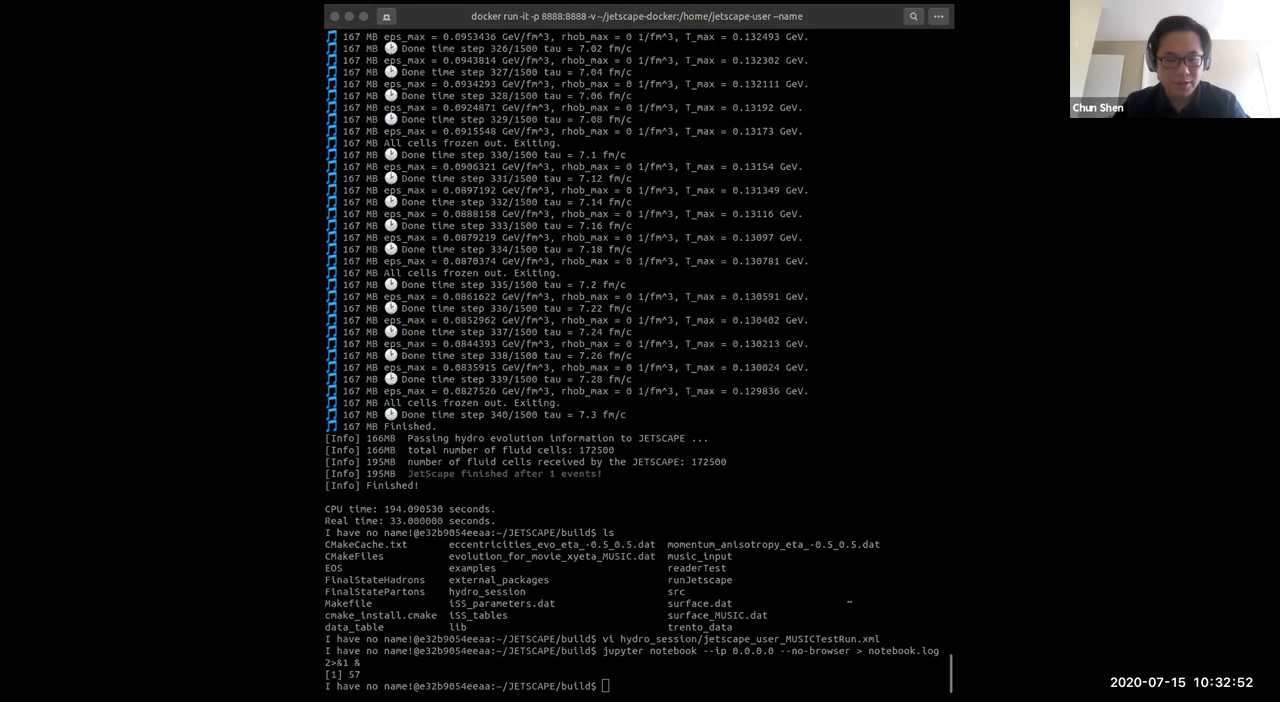 docker run -it -p 8888:8888 -v ~/jetscape-docker:/home/jetscape-user --name
167 MB eps_max = 0.0953436 GeV/fm^3, rhob_max = 0 1/fm^3, T_max = 0.132493 GeV.
167 MB Done time step 326/1500 tau = 7.02 fm/c
167 MB eps_max = 0.0943814 GeV/fm^3, rhob_max = 0 1/fm^3, T_max = 0.132302 GeV.
167 MB Done time step 327/1500 tau = 7.04 fm/c
167 MB eps_max = 0.0934293 GeV/fm^3, rhob_max = 0 1/fm^3, T_max = 0.132111 GeV.
167 MB Done time step 328/1500 tau = 7.06 fm/c
167 MB eps_max = 0.0924871 GeV/fm^3, rhob_max = 0 1/fm^3, T_max = 0.13192 GeV.
167 MB Done time step 329/1500 tau = 7.08 fm/c
167 MB eps_max = 0.0915548 GeV/fm^3, rhob_max = 0 1/fm^3, T_max = 0.13173 GeV.
167 MB All cells frozen out. Exiting.
167 MB Done time step 330/1500 tau = 7.1 fm/c
167 MB eps_max = 0.0906321 GeV/fm^3, rhob_max = 0 1/fm^3, T_max = 0.13154 GeV.
167 MB Done time step 331/1500 tau = 7.12 fm/c
167 MB eps_max = 0.0897192 GeV/fm^3, rhob_max = 0 1/fm^3, T_max = 0.131349 GeV.
167 MB Done time step 332/1500 tau = 7.14 fm/c
167 MB eps_max = 0.0888158 GeV/fm^3, rhob_max = 0 1/fm^3, T_max = 0.13116 GeV.
167 MB Done time step 333/1500 tau = 7.16 fm/c
167 MB eps_max = 0.0879219 GeV/fm^3, rhob_max = 0 1/fm^3, T_max = 0.13097 GeV.
167 MB Done time step 334/1500 tau = 7.18 fm/c
167 MB eps_max = 0.0870374 GeV/fm^3, rhob_max = 0 1/fm^3, T_max = 0.130781 GeV.
167 MB All cells frozen out. Exiting.
167 MB Done time step 335/1500 tau = 7.2 fm/c
167 MB eps_max = 0.0861622 GeV/fm^3, rhob_max = 0 1/fm^3, T_max = 0.130591 GeV.
167 MB Done time step 336/1500 tau = 7.22 fm/c
167 MB eps_max = 0.0852962 GeV/fm^3, rhob_max = 0 1/fm^3, T_max = 0.130402 GeV.
167 MB Done time step 337/1500 tau = 7.24 fm/c
167 MB eps_max = 0.0844393 GeV/fm^3, rhob_max = 0 1/fm^3, T_max = 0.130213 GeV.
167 MB Done time step 338/1500 tau = 7.26 fm/c
167 MB eps_max = 0.0835915 GeV/fm^3, rhob_max = 0 1/fm^3, T_max = 0.130024 GeV.
167 MB Done time step 339/1500 tau = 7.28 fm/c
167 MB eps_max = 0.0827526 GeV/fm^3, rhob_max = 0 1/fm^3, T_max = 0.129836 GeV.
167 MB All cells frozen out. Exiting.
167 MB Done time step 340/1500 tau = 7.3 fm/c
167 MB Finished.
[Info] 166MB Passing hydro evolution information to JETSCAPE ...
[Info] 166MB total number of fluid cells: 172500
[Info] 195MB number of fluid cells received by the JETSCAPE: 172500
[Info] 195MB JetScape finished after 1 events!
[Info] Finished!
CPU time: 194.090530 seconds.
Real time: 33.000000 seconds.
I have no name!@e32b9054eeaa:~/JETSCAPE/build$ ls
CMakeCache.txt eccentricities_evo_eta_-0.5_0.5.dat momentum_anisotropy_eta_-0.5_0.5.dat
CMakeFiles evolution_for_movie_xyeta_MUSIC.dat music_input
EOS examples readerTest
FinalStateHadrons external_packages runJetscape
FinalStatePartons hydro_session src
Makefile iSS_parameters.dat surface.dat
cmake_install.cmake iSS_tables surface_MUSIC.dat
data_table lib trento_data
I have no name!@e32b9054eeaa:~/JETSCAPE/build$ vi hydro_session/jetscape_user_MUSICTestRun.xml
I have no name!@e32b9054eeaa:~/JETSCAPE/build$ jupyter notebook --ip 0.0.0.0 --no-browser > notebook.log
2>&1 &
[1] 57
I have no name!@e32b9054eeaa:~/JETSCAPE/build$
Chun Shen
2020-07-15 10:32:52